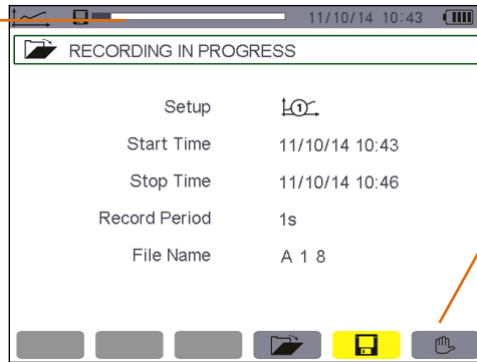 11/10/14 10:43
RECORDING IN PROGRESS
Setup 1
Start Time 11/10/14 10:43
Stop Time 11/10/14 10:46
Record Period 1s
File Name A 1 8